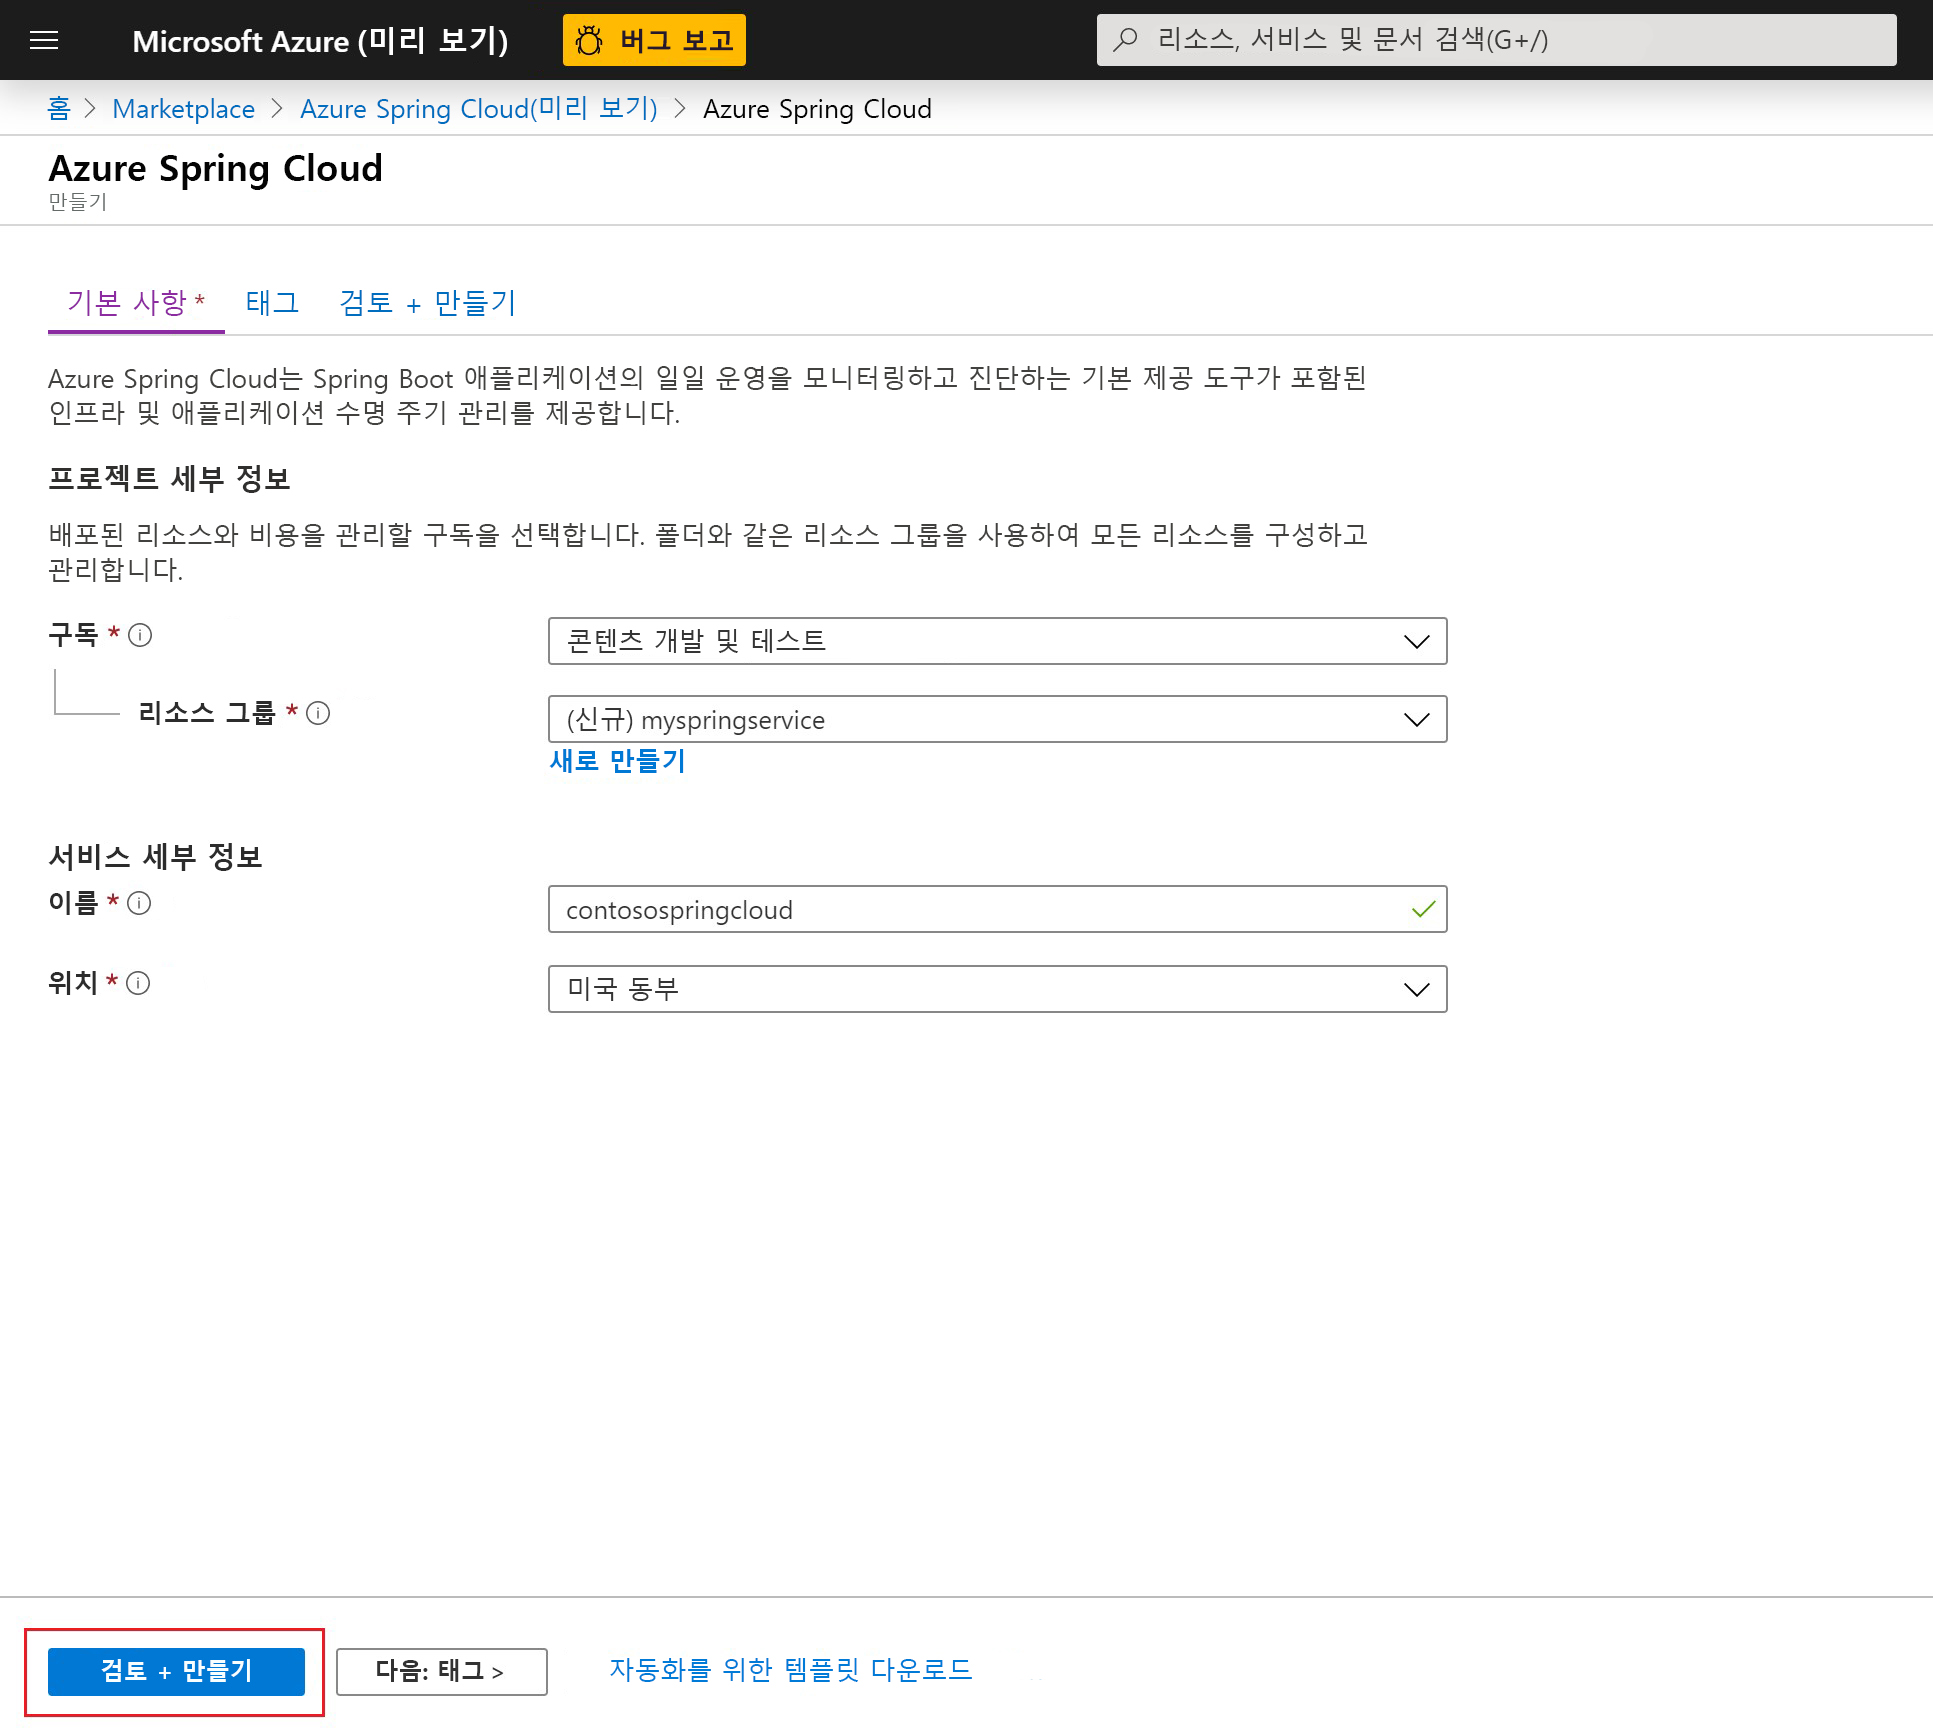 Microsoft Azure (미리 보기)
버그 보고
리소스, 서비스 및 문서 검색(G+/)
홈 > Marketplace > Azure Spring Cloud(미리 보기) > Azure Spring Cloud
Azure Spring Cloud
만들기
기본 사항 * 태그 검토 + 만들기
Azure Spring Cloud는 Spring Boot 애플리케이션의 일일 운영을 모니터링하고 진단하는 기본 제공 도구가 포함된
인프라 및 애플리케이션 수명 주기 관리를 제공합니다.
프로젝트 세부 정보
배포된 리소스와 비용을 관리할 구독을 선택합니다. 폴더와 같은 리소스 그룹을 사용하여 모든 리소스를 구성하고
관리합니다.
구독 *
콘텐츠 개발 및 테스트
리소스 그룹 *
(신규) myspringservice
새로 만들기
서비스 세부 정보
이름 *
contosospringcloud
위치 *
미국 동부
검토 + 만들기
다음: 태그 >
자동화를 위한 템플릿 다운로드